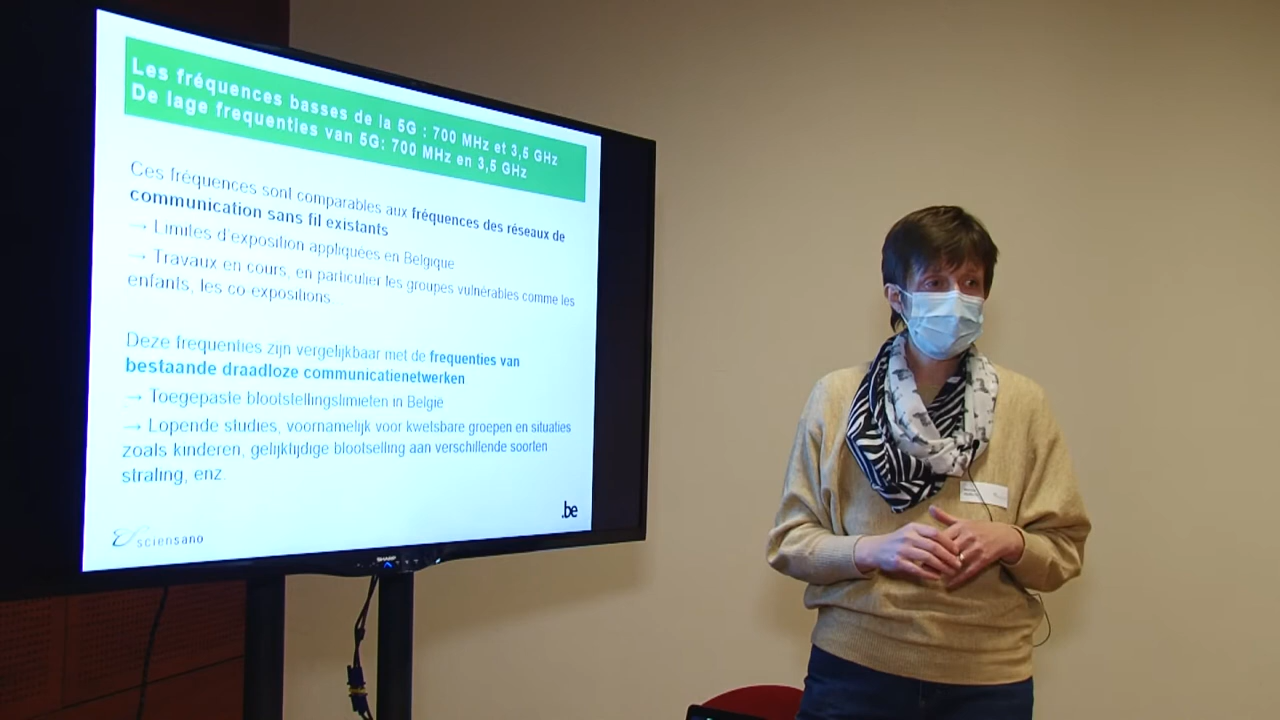 Les fréquences basses de la 5G : 700 MHz et 3,5 GHz
De lage frequenties van 5G: 700 MHz en 3,5 GHz
Ces fréquences sont comparables aux fréquences des réseaux de
communication sans fil existants
→ Limites d'exposition appliquées en Belgique
→ Travaux en cours, en particulier les groupes vulnérables comme les
enfants, les co-expositions...
Deze frequenties zijn vergelijkbaar met de frequenties van
bestaande draadloze communicatienetwerken
→ Toegepaste blootstellingslimieten in België
→ Lopende studies, voornamelijk voor kwetsbare groepen en situaties
zoals kinderen, gelijktijdige blootselling aan verschillende soorten
straling, enz.
.be
sciensano
SHARP